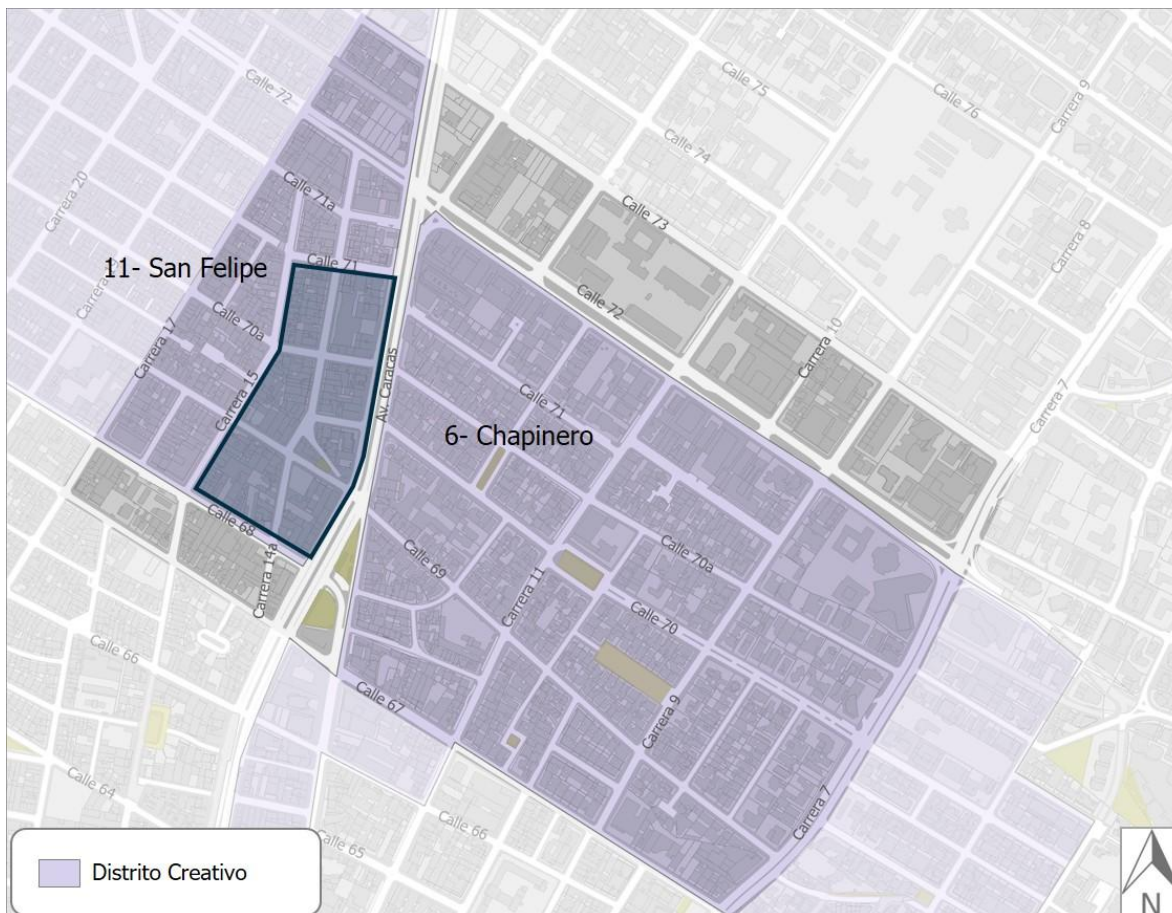 Calle 72
Calle 75
Calle 76
Carrera 9
Calle 74
Carrera 20
Calle 71a
Calle 73
Carrera 8
11- San Felipe
Calle 71
Calle 72
Carrera 10
Calle 70a
Carrera 17
Carrera 15
Av. Caracas
Carrera 7
6- Chapinero
Calle 71
Calle 68
Calle 69
Calle 70a
Carrera 14a
Carrera 11
Calle 70
Calle 66
Calle 67
Carrera 9
Calle 64
Calle 66
Calle 65
Carrera 7
Distrito Creativo
N